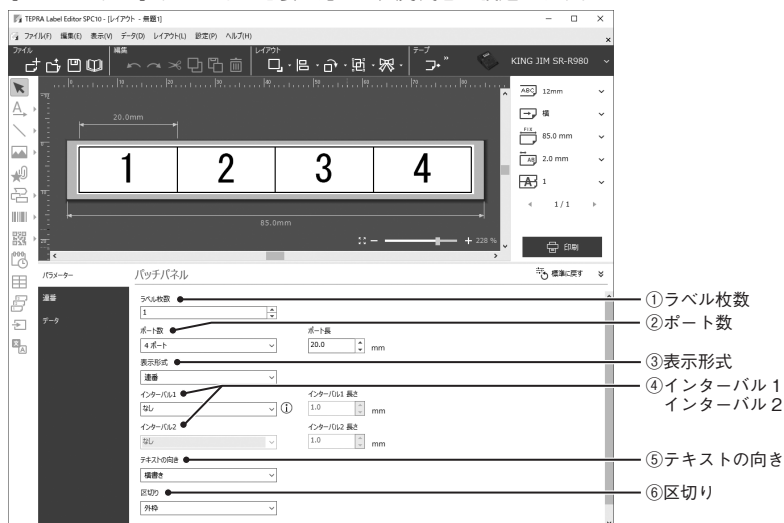 TEPRA Label Editor SPC10 - [レイアウト - 無題1]
ファイル(F) 編集(E) 表示(V) データ(D) レイアウト(L) 設定(P) ヘルプ(H)
ファイル 編集 レイアウト テープ
KING JIM SR-R980
20.0mm
1 2 3 4
85.0mm
228 %
ABC 12mm
横
FIX 85.0 mm
AB 2.0 mm
A 1
1 / 1
印刷
パラメーター
連番
データ
パッチパネル
標準に戻す
ラベル枚数
1
ポート数 ポート長
4 ポート 20.0 mm
表示形式
連番
インターバル1 インターバル1 長さ
なし 1.0 mm
インターバル2 インターバル2 長さ
なし 1.0 mm
テキストの向き
横書き
区切り
外枠
①ラベル枚数
②ポート数
③表示形式
④インターバル1
インターバル2
⑤テキストの向き
⑥区切り